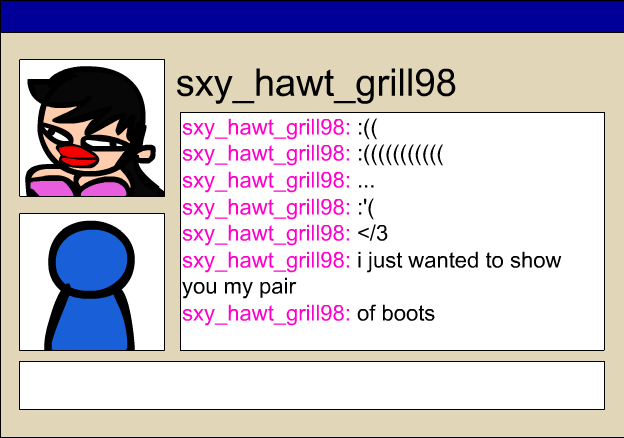 sxy_hawt_grill98
sxy_hawt_grill98: :((
sxy_hawt_grill98: :(((((((((((
sxy_hawt_grill98: ...
sxy_hawt_grill98: :'(
sxy_hawt_grill98: </3
sxy_hawt_grill98: i just wanted to show
you my pair
sxy_hawt_grill98: of boots